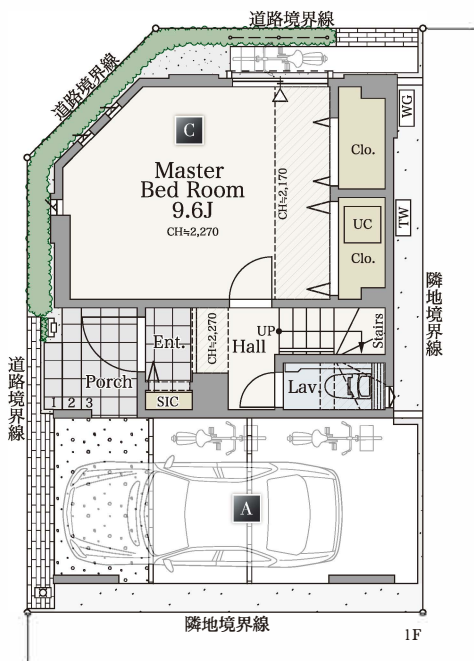 道路境界線
道路境界線
WG
C
Clo.
Master
Bed Room
9.6J
CH≒2,270
CH≒2,170
TW
UC
Clo.
隣地境界線
道路境界線
Ent.
CH≒2,270
UP
Hall
Stairs
Porch
1 2 3
SIC
Lav.
A
隣地境界線
1F